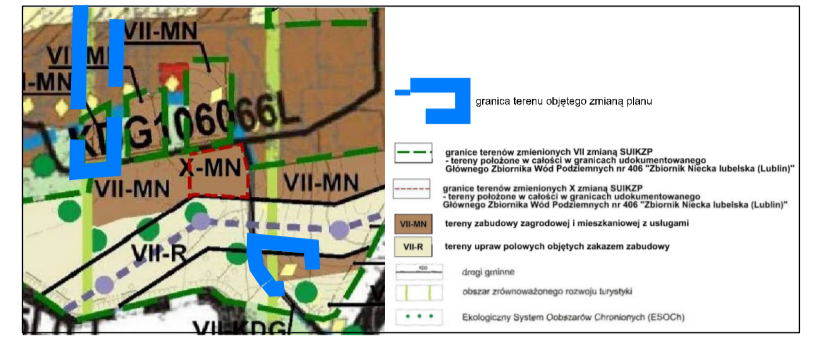 VII-MN
VII-MN
I-MN
KDG106066L
X-MN
VII-MN
VII-MN
VII-R
VII-KDG
granica terenu objętego zmianą planu
granice terenów zmienionych VII zmianą SUIKZP
- tereny położone w całości w granicach udokumentowanego
Głównego Zbiornika Wód Podziemnych nr 406 "Zbiornik Niecka lubelska (Lublin)"
granice terenów zmienionych X zmianą SUIKZP
- tereny położone w całości w granicach udokumentowanego
Głównego Zbiornika Wód Podziemnych nr 406 "Zbiornik Niecka lubelska (Lublin)"
VII-MN tereny zabudowy zagrodowej i mieszkaniowej z usługami
VII-R tereny upraw polowych objętych zakazem zabudowy
KDG drogi gminne
obszar zrównoważonego rozwoju turystyki
Ekologiczny System Oobszarów Chronionych (ESOCh)